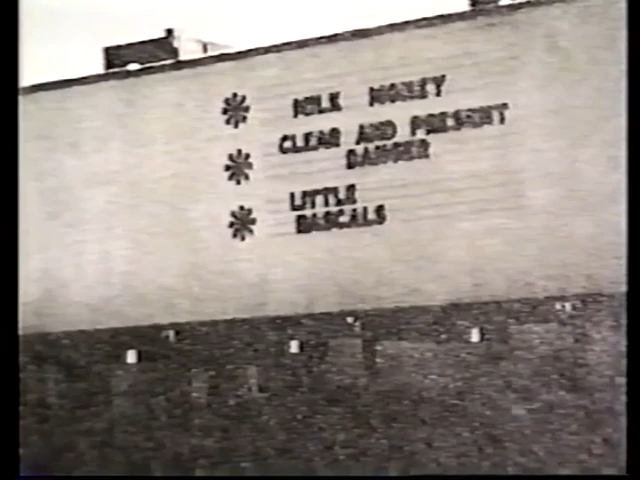 * MILK MONEY
* CLEAR AND PRESENT
DANGER
* LITTLE
RASCALS